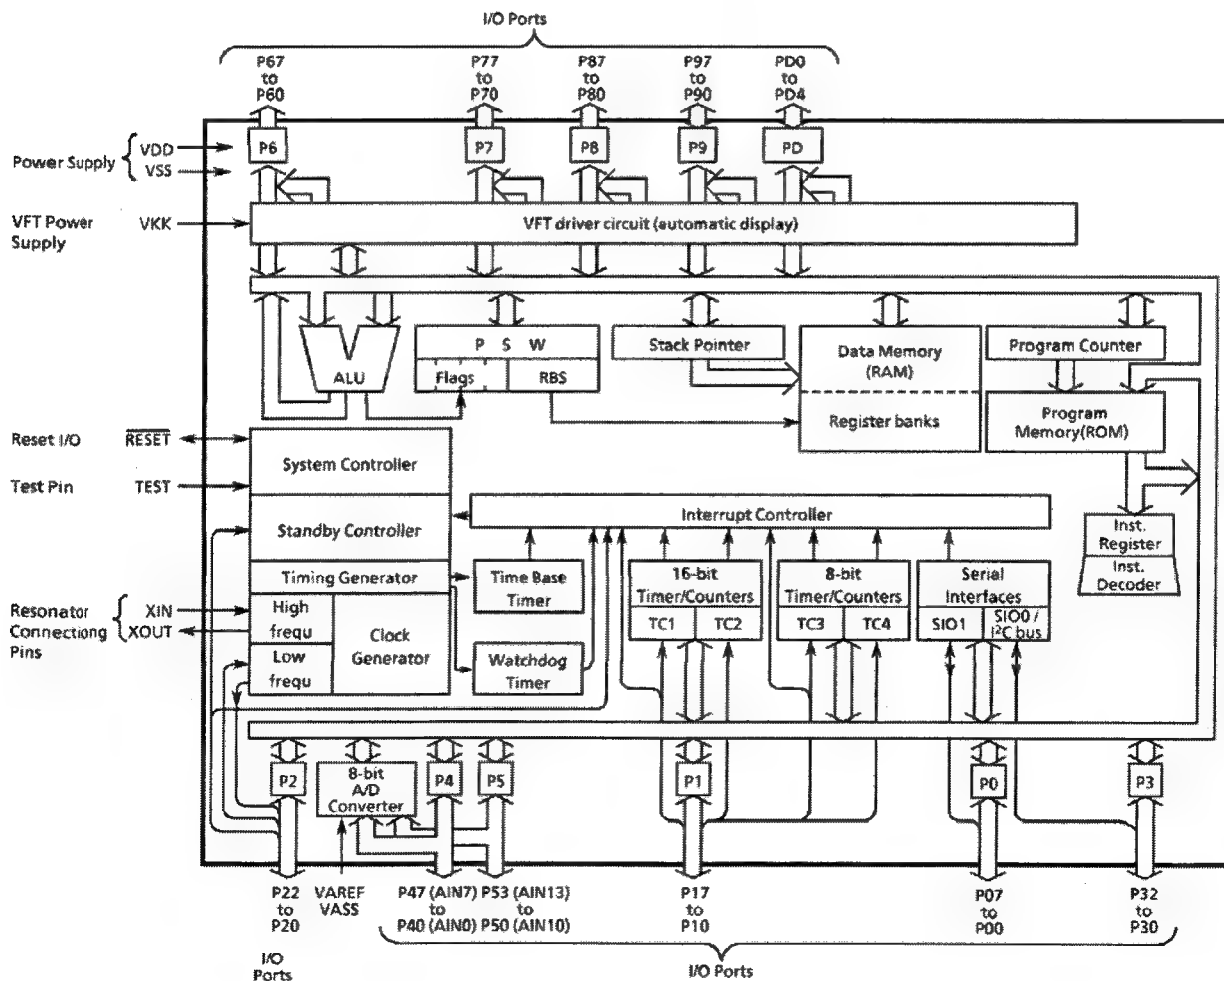 I/O Ports
P67
to
P60
P77
to
P70
P87
to
P80
P97
to
P90
PD0
to
PD4
Power Supply
VDD
VSS
P6
P7
P8
P9
PD
VFT Power
Supply
VKK
VFT driver circuit (automatic display)
ALU
P S W
Flags
RBS
Stack Pointer
Data Memory
(RAM)
Register banks
Program Counter
Program
Memory(ROM)
Reset I/O
RESET
Test Pin
TEST
System Controller
Standby Controller
Interrupt Controller
Inst.
Register
Inst.
Decoder
Timing Generator
Time Base
Timer
16-bit
Timer/Counters
TC1
TC2
8-bit
Timer/Counters
TC3
TC4
Serial
Interfaces
SIO1
SIO0 /
I²C bus
Resonator
Connecting
Pins
XIN
XOUT
High
frequ
Low
frequ
Clock
Generator
Watchdog
Timer
P2
8-bit
A/D
Converter
P4
P5
P1
P0
P3
P22
to
P20
VAREF
VASS
P47 (AIN7)
to
P40 (AIN0)
P53 (AIN13)
to
P50 (AIN10)
P17
to
P10
P07
to
P00
P32
to
P30
I/O
Ports
I/O Ports